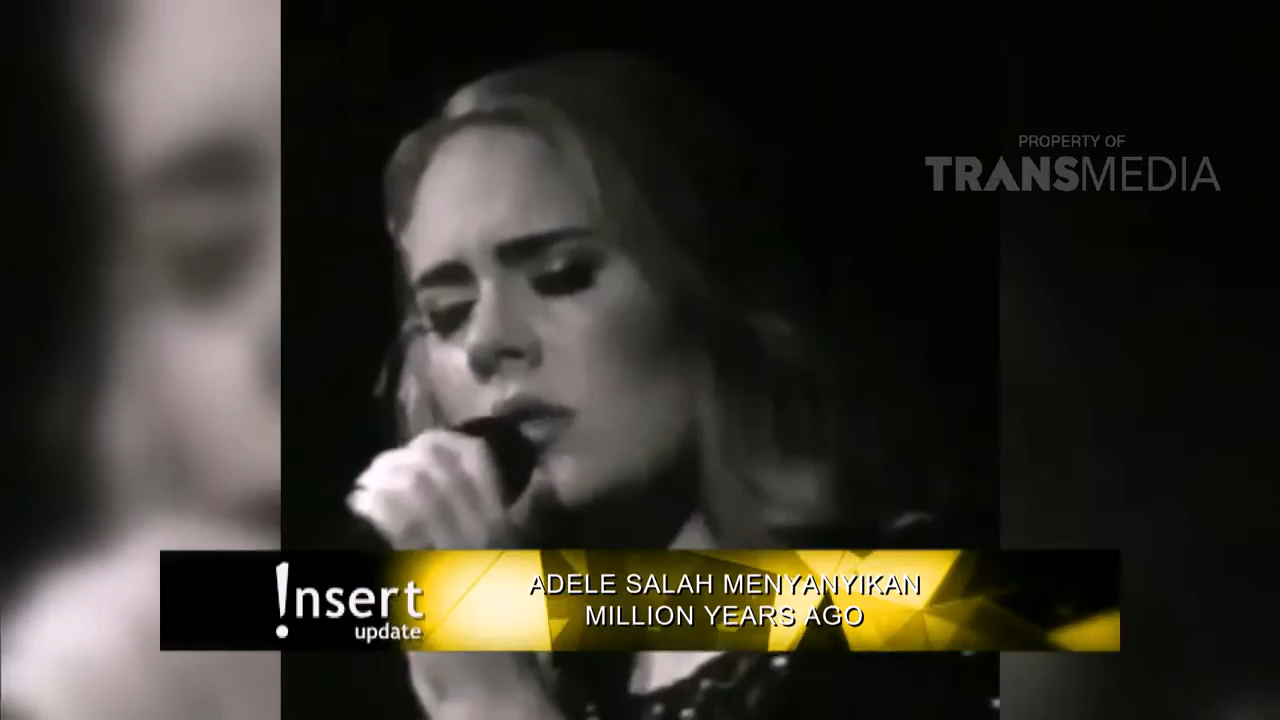 PROPERTY OF
TRANSMEDIA
!nsert
update
ADELE SALAH MENYANYIKAN
MILLION YEARS AGO